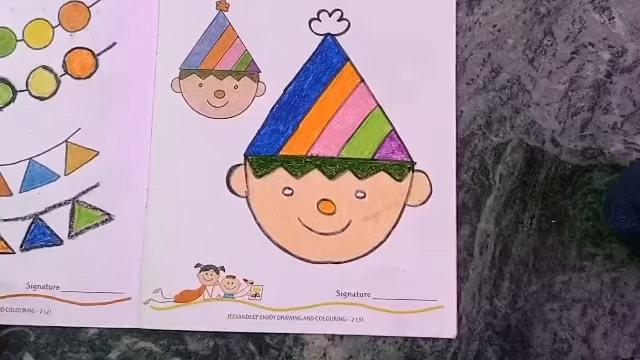 Signature
D COLOURING - 2 (2)
Signature
JEEVANDEEP ENJOY DRAWING AND COLOURING - 2 (3)